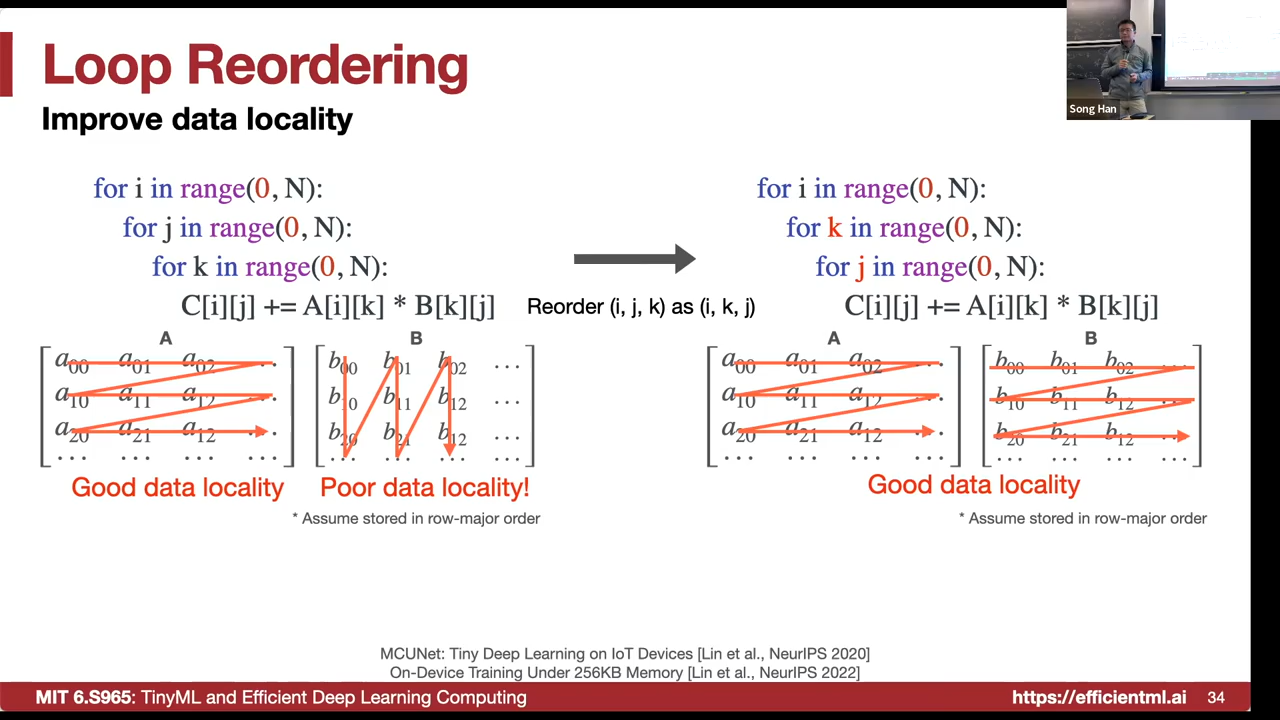 Loop Reordering
Improve data locality
Song Han
for i in range(0, N):
for j in range(0, N):
for k in range(0, N):
C[i][j] += A[i][k] * B[k][j]
Reorder (i, j, k) as (i, k, j)
for i in range(0, N):
for k in range(0, N):
for j in range(0, N):
C[i][j] += A[i][k] * B[k][j]
A
B
a00 a01 a02 ...
a10 a11 a12 ...
a20 a21 a12 ...
... ... ... ...
b00 b01 b02 ...
b10 b11 b12 ...
b20 b21 b12 ...
... ... ... ...
Good data locality
Poor data locality!
* Assume stored in row-major order
A
B
a00 a01 a02 ...
a10 a11 a12 ...
a20 a21 a12 ...
... ... ... ...
b00 b01 b02 ...
b10 b11 b12 ...
b20 b21 b12 ...
... ... ... ...
Good data locality
* Assume stored in row-major order
MCUNet: Tiny Deep Learning on IoT Devices [Lin et al., NeurIPS 2020]
On-Device Training Under 256KB Memory [Lin et al., NeurIPS 2022]
MIT 6.S965: TinyML and Efficient Deep Learning Computing
https://efficientml.ai
34